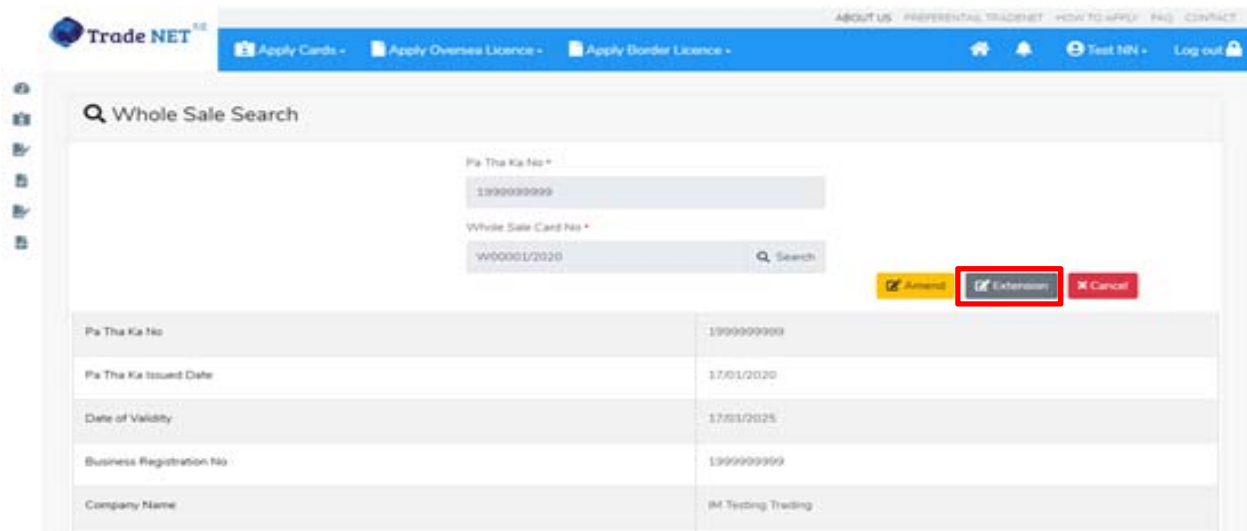 ABOUT US PREFERENTIAL TRADENET HOW TO APPLY FAQ CONTACT
Trade NET 2.0
Apply Cards Apply Oversea Licence Apply Border Licence Test NN Log out
Whole Sale Search
Pa Tha Ka No *
1999999999
Whole Sale Card No *
W00001/2020 Search
Amend Extension Cancel
Pa Tha Ka No 1999999999
Pa Tha Ka Issued Date 17/01/2020
Date of Validity 17/01/2025
Business Registration No 1999999999
Company Name IM Testing Trading